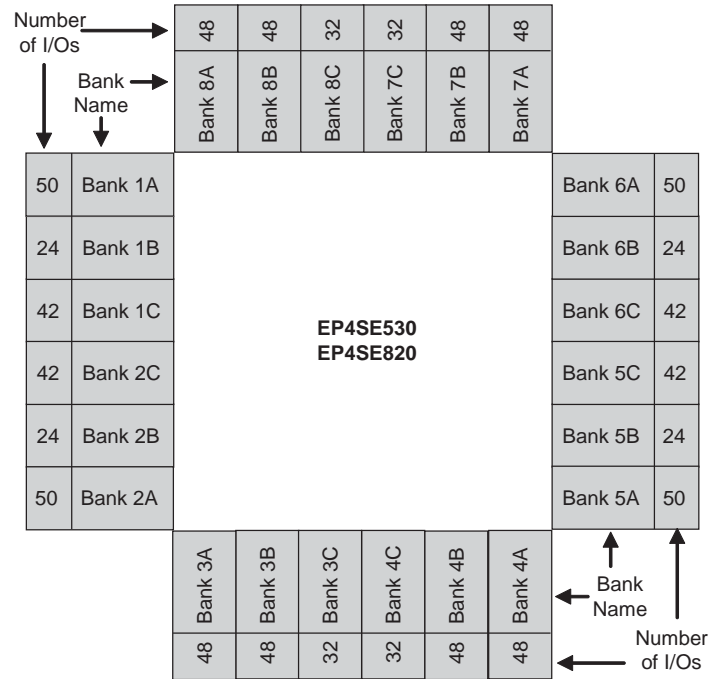 Number
of I/Os
48 48 32 32 48 48
Bank
Name
Bank 8A Bank 8B Bank 8C Bank 7C Bank 7B Bank 7A
50 Bank 1A
24 Bank 1B
42 Bank 1C
42 Bank 2C
24 Bank 2B
50 Bank 2A
EP4SE530
EP4SE820
Bank 6A 50
Bank 6B 24
Bank 6C 42
Bank 5C 42
Bank 5B 24
Bank 5A 50
Bank 3A Bank 3B Bank 3C Bank 4C Bank 4B Bank 4A
Bank
Name
48 48 32 32 48 48
Number
of I/Os